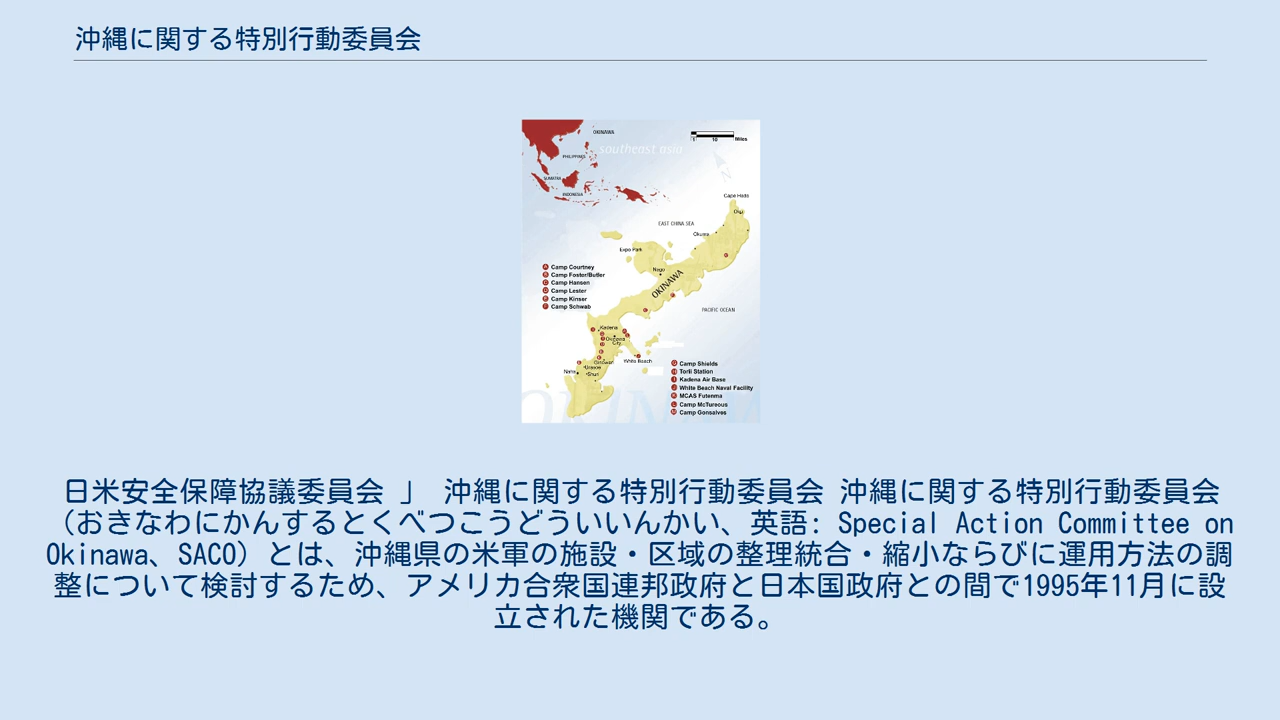 沖縄に関する特別行動委員会
OKINAWA
southeast asia
PHILIPPINES
SUMATRA
INDONESIA
0 10 Miles
N
Cape Hedo
Oku
EAST CHINA SEA
Okuma
Expo Park
Nago
OKINAWA
PACIFIC OCEAN
A Camp Courtney
B Camp Foster/Butler
C Camp Hansen
D Camp Lester
E Camp Kinser
F Camp Schwab
Kadena
Okinawa City
Ginowan
White Beach
Urasoe
Naha
Shuri
G Camp Shields
H Torii Station
I Kadena Air Base
J White Beach Naval Facility
K MCAS Futenma
L Camp McTureous
M Camp Gonsalves
日米安全保障協議委員会 」 沖縄に関する特別行動委員会 沖縄に関する特別行動委員会
（おきなわにかんするとくべつこうどういいんかい、英語: Special Action Committee on
Okinawa、SACO）とは、沖縄県の米軍の施設・区域の整理統合・縮小ならびに運用方法の調
整について検討するため、アメリカ合衆国連邦政府と日本国政府との間で1995年11月に設
立された機関である。